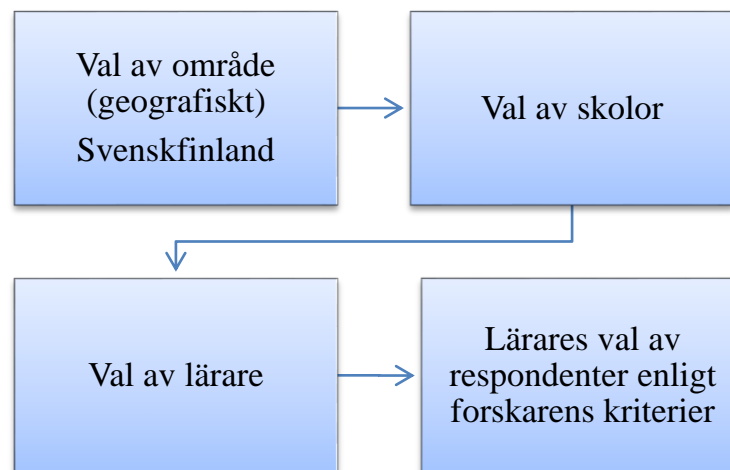 Val av område
(geografiskt)
Svenskfinland
Val av skolor
Val av lärare
Lärares val av
respondenter enligt
forskarens kriterier